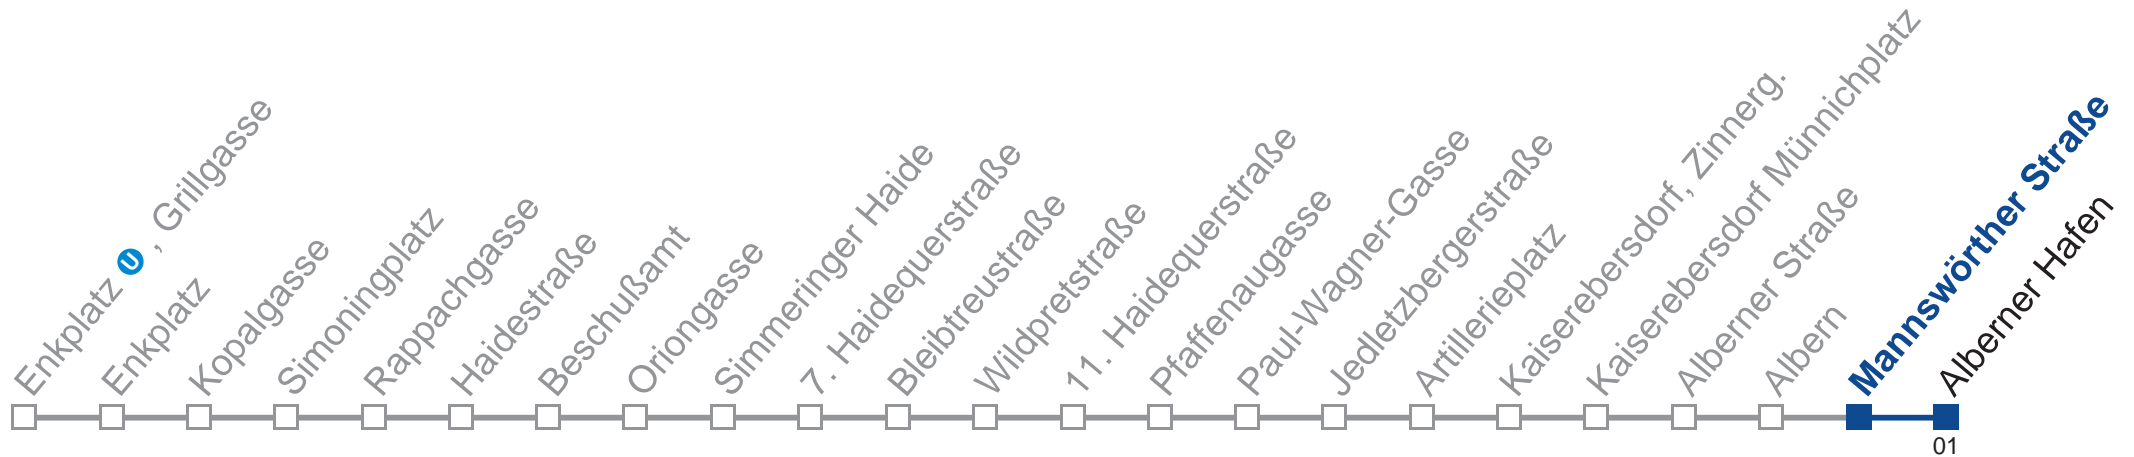 Enkplatz U , Grillgasse
Enkplatz
Kopalgasse
Simoningplatz
Rappachgasse
Haidestraße
Beschußamt
Oriongasse
Simmeringer Haide
7. Haidequerstraße
Bleibtreustraße
Wildpretstraße
11. Haidequerstraße
Pfaffenaugasse
Paul-Wagner-Gasse
Jedletzbergerstraße
Artillerieplatz
Kaiserebersdorf, Zinnerg.
Kaiserebersdorf Münnichplatz
Alberner Straße
Albern
Mannswörther Straße
Alberner Hafen
01